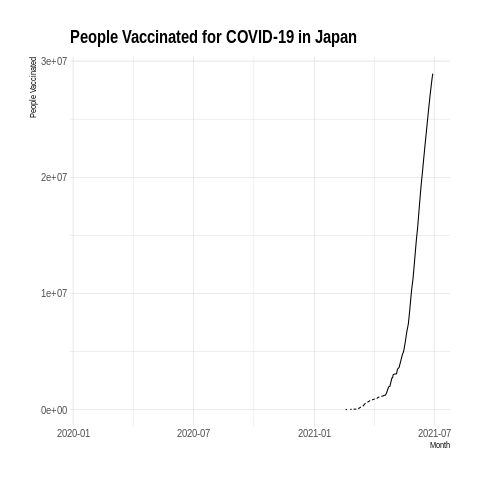 People Vaccinated for COVID-19 in Japan
People Vaccinated
3e+07
2e+07
1e+07
0e+00
2020-01
2020-07
2021-01
2021-07
Month